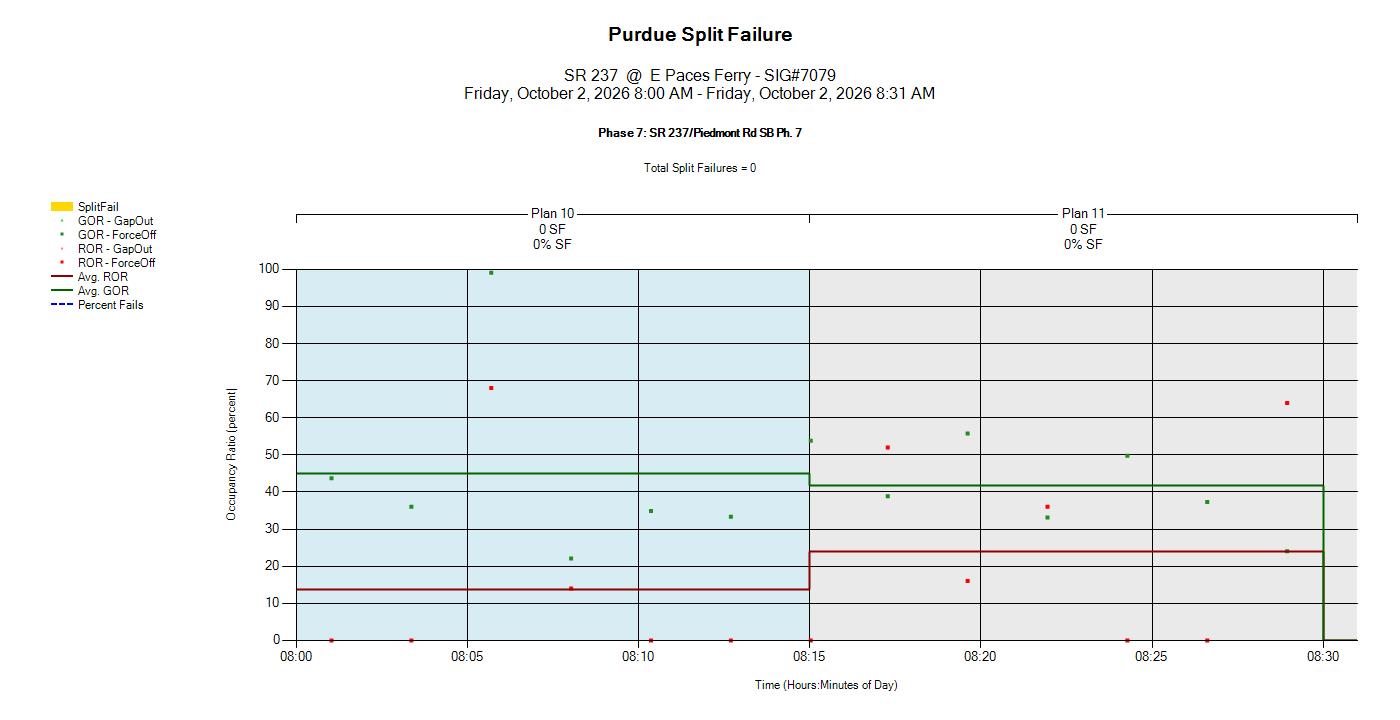 Purdue Split Failure
SR 237 @ E Paces Ferry - SIG#7079
Friday, October 2, 2026 8:00 AM - Friday, October 2, 2026 8:31 AM
Phase 7: SR 237/Piedmont Rd SB Ph. 7
Total Split Failures = 0
SplitFail
GOR - GapOut
GOR - ForceOff
ROR - GapOut
ROR - ForceOff
Avg. ROR
Avg. GOR
Percent Fails
Plan 10
0 SF
0% SF
Plan 11
0 SF
0% SF
Occupancy Ratio (percent)
100
90
80
70
60
50
40
30
20
10
0
08:00 08:05 08:10 08:15 08:20 08:25 08:30
Time (Hours:Minutes of Day)